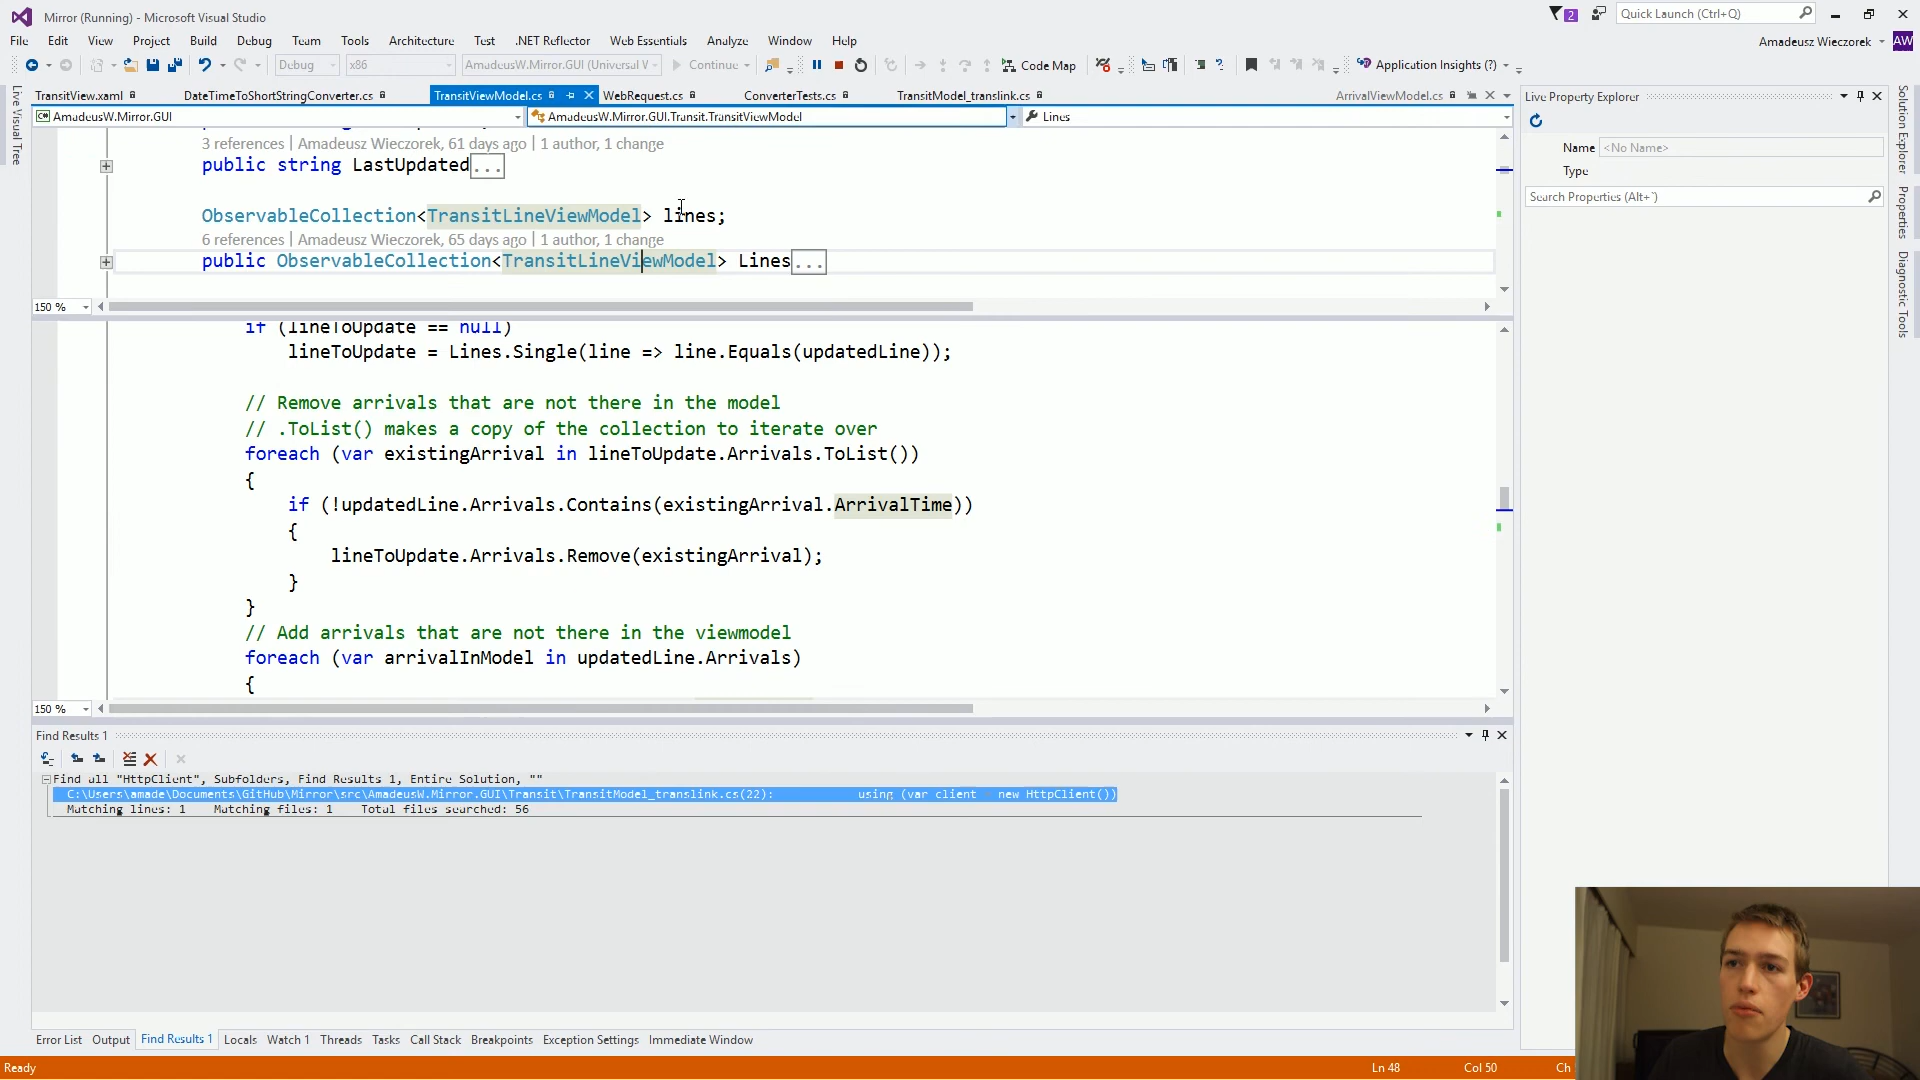 Mirror (Running) - Microsoft Visual Studio
2
Quick Launch (Ctrl+Q)
File Edit View Project Build Debug Team Tools Architecture Test .NET Reflector Web Essentials Analyze Window Help
Amadeusz Wieczorek AW
Debug x86 AmadeusW.Mirror.GUI (Universal W Continue Code Map Application Insights (?)
Live Visual Tree
TransitView.xaml DateTimeToShortStringConverter.cs TransitViewModel.cs WebRequest.cs ConverterTests.cs TransitModel_translink.cs ArrivalViewModel.cs
AmadeusW.Mirror.GUI AmadeusW.Mirror.GUI.Transit.TransitViewModel Lines
3 references | Amadeusz Wieczorek, 61 days ago | 1 author, 1 change
public string LastUpdated...
ObservableCollection<TransitLineViewModel> lines;
6 references | Amadeusz Wieczorek, 65 days ago | 1 author, 1 change
public ObservableCollection<TransitLineViewModel> Lines...
150 %
if (lineToUpdate == null)
lineToUpdate = Lines.Single(line => line.Equals(updatedLine));
// Remove arrivals that are not there in the model
// .ToList() makes a copy of the collection to iterate over
foreach (var existingArrival in lineToUpdate.Arrivals.ToList())
{
if (!updatedLine.Arrivals.Contains(existingArrival.ArrivalTime))
{
lineToUpdate.Arrivals.Remove(existingArrival);
}
}
// Add arrivals that are not there in the viewmodel
foreach (var arrivalInModel in updatedLine.Arrivals)
{
150 %
Find Results 1
Find all "HttpClient", Subfolders, Find Results 1, Entire Solution, ""
C:\Users\amade\Documents\GitHub\Mirror\src\AmadeusW.Mirror.GUI\Transit\TransitModel_translink.cs(22): using (var client = new HttpClient())
Matching lines: 1 Matching files: 1 Total files searched: 56
Error List Output Find Results 1 Locals Watch 1 Threads Tasks Call Stack Breakpoints Exception Settings Immediate Window
Ready Ln 48 Col 50 Ch
Live Property Explorer
Name <No Name>
Type
Search Properties (Alt+`)
Solution Explorer
Properties
Diagnostic Tools